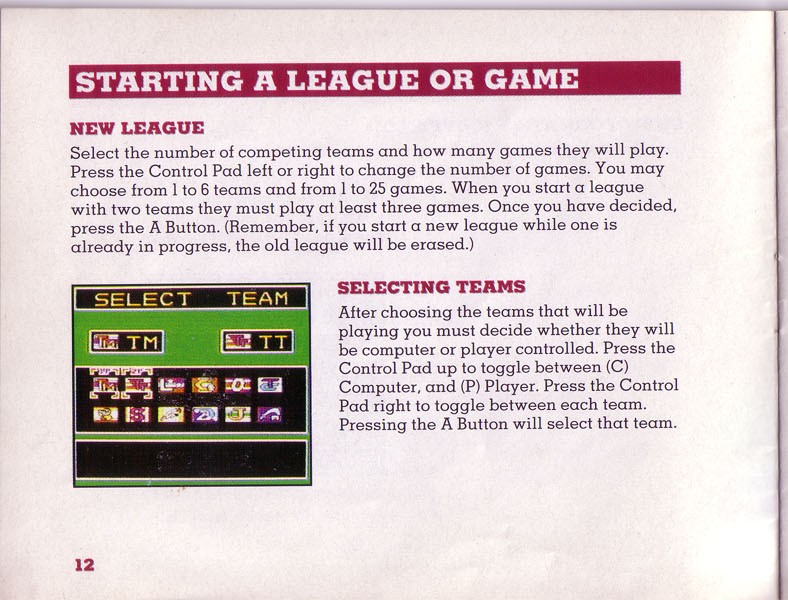 STARTING A LEAGUE OR GAME
NEW LEAGUE
Select the number of competing teams and how many games they will play.
Press the Control Pad left or right to change the number of games. You may
choose from 1 to 6 teams and from 1 to 25 games. When you start a league
with two teams they must play at least three games. Once you have decided,
press the A Button. (Remember, if you start a new league while one is
already in progress, the old league will be erased.)
SELECT TEAM
TM TT
SELECTING TEAMS
After choosing the teams that will be
playing you must decide whether they will
be computer or player controlled. Press the
Control Pad up to toggle between (C)
Computer, and (P) Player. Press the Control
Pad right to toggle between each team.
Pressing the A Button will select that team.
12